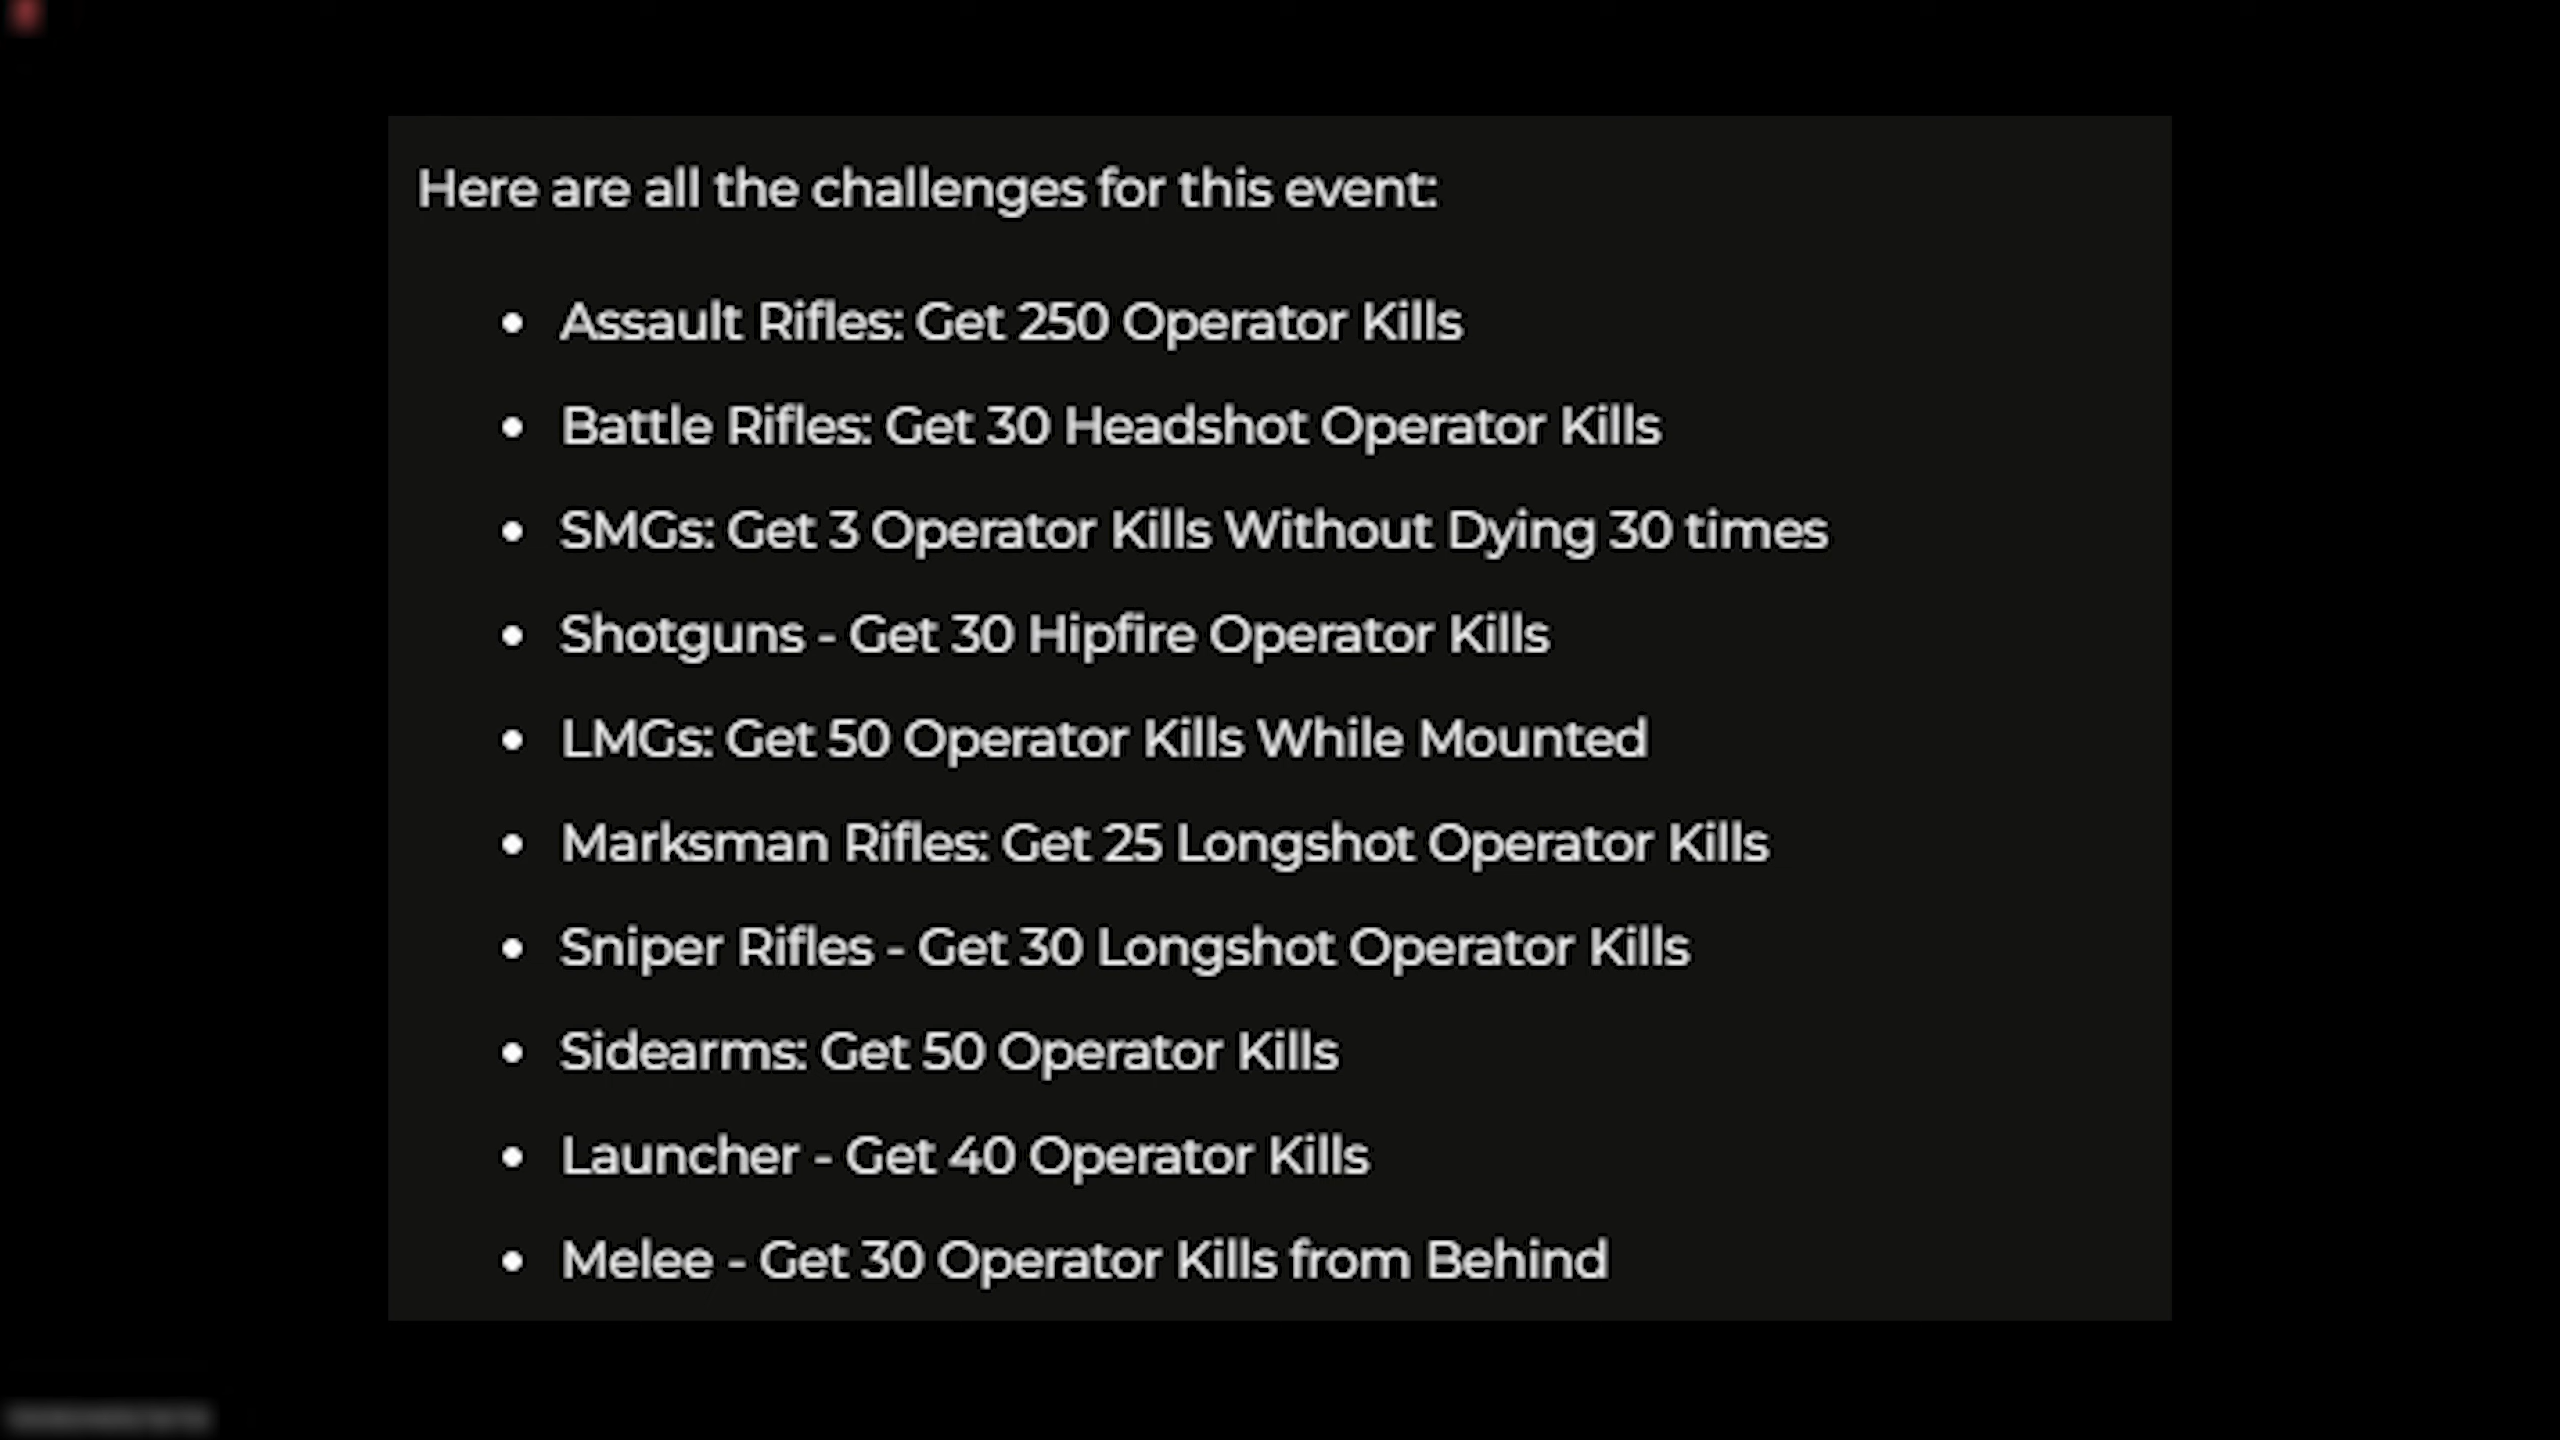 Here are all the challenges for this event:
• Assault Rifles: Get 250 Operator Kills
• Battle Rifles: Get 30 Headshot Operator Kills
• SMGs: Get 3 Operator Kills Without Dying 30 times
• Shotguns - Get 30 Hipfire Operator Kills
• LMGs: Get 50 Operator Kills While Mounted
• Marksman Rifles: Get 25 Longshot Operator Kills
• Sniper Rifles - Get 30 Longshot Operator Kills
• Sidearms: Get 50 Operator Kills
• Launcher - Get 40 Operator Kills
• Melee - Get 30 Operator Kills from Behind